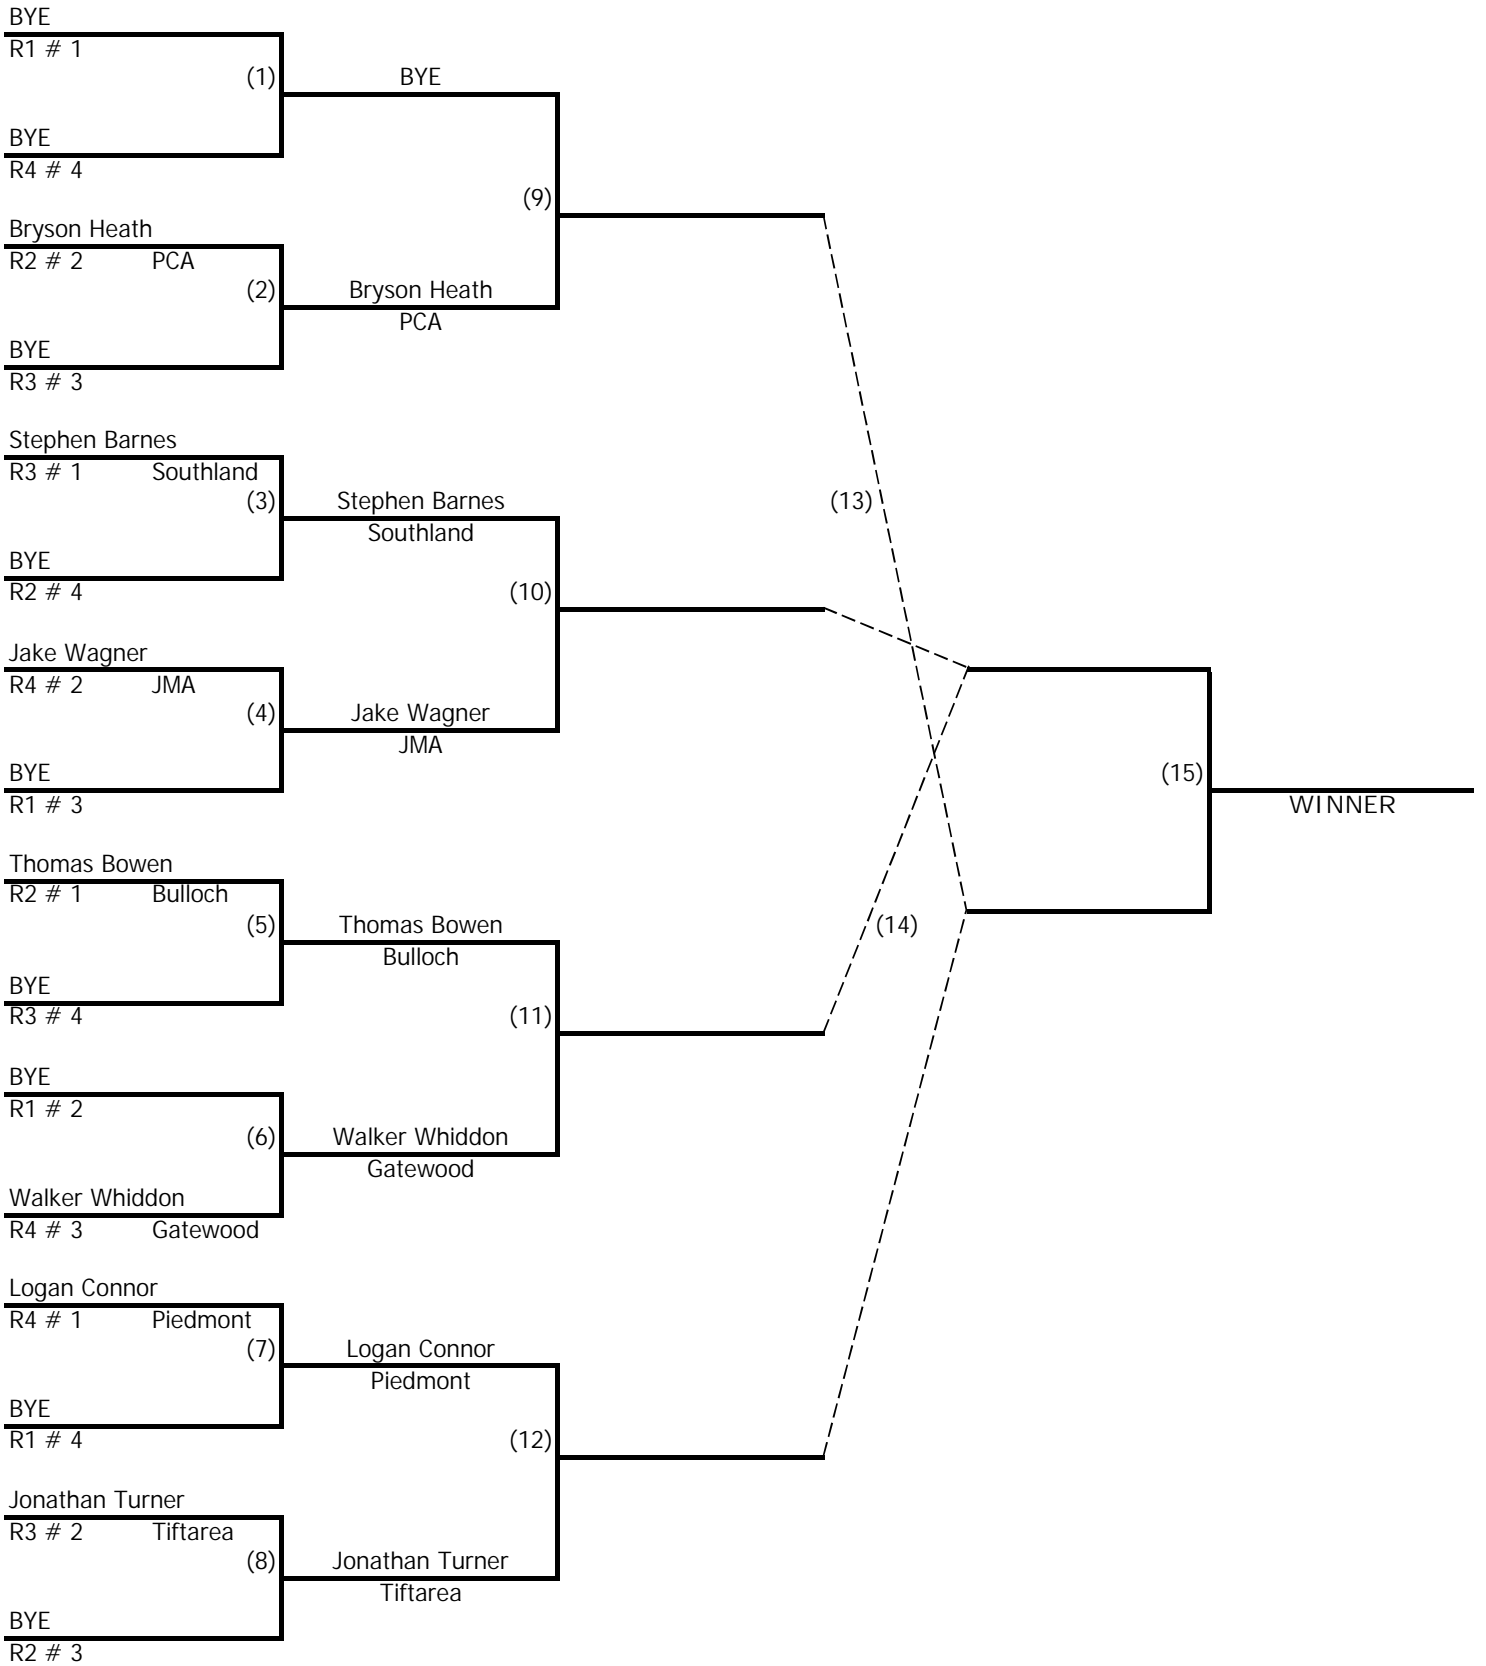 BYE
R1 # 1
(1)
BYE
BYE
R4 # 4
(9)
Bryson Heath
R2 # 2 PCA
(2)
Bryson Heath
PCA
BYE
R3 # 3
Stephen Barnes
R3 # 1 Southland
(3)
Stephen Barnes
Southland
(13)
BYE
R2 # 4
(10)
Jake Wagner
R4 # 2 JMA
(4)
Jake Wagner
JMA
BYE
R1 # 3
(15)
WINNER
Thomas Bowen
R2 # 1 Bulloch
(5)
Thomas Bowen
Bulloch
(14)
BYE
R3 # 4
(11)
BYE
R1 # 2
(6)
Walker Whiddon
Gatewood
Walker Whiddon
R4 # 3 Gatewood
Logan Connor
R4 # 1 Piedmont
(7)
Logan Connor
Piedmont
BYE
R1 # 4
(12)
Jonathan Turner
R3 # 2 Tiftarea
(8)
Jonathan Turner
Tiftarea
BYE
R2 # 3